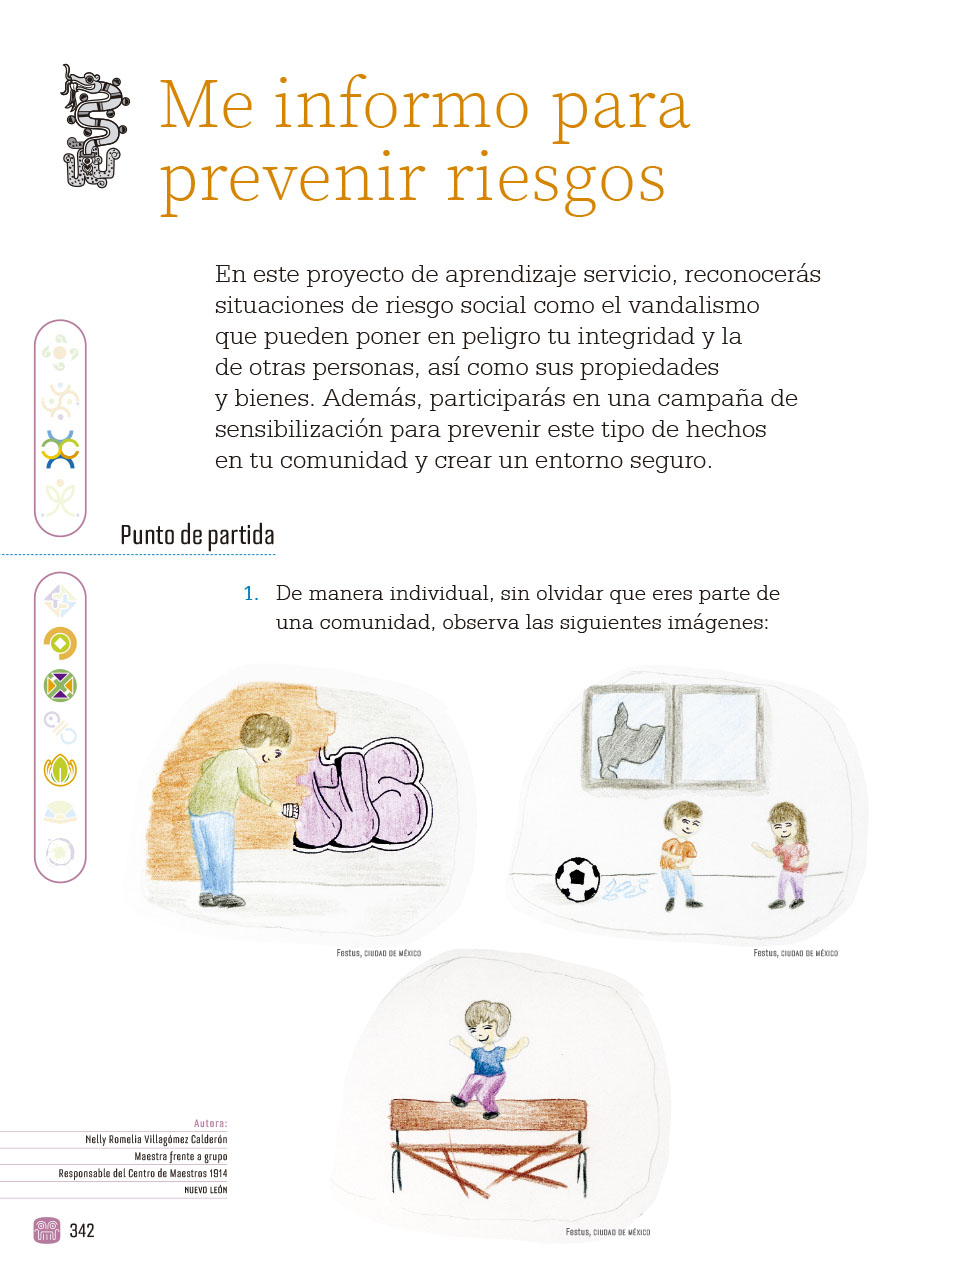 Me informo para
prevenir riesgos
En este proyecto de aprendizaje servicio, reconocerás
situaciones de riesgo social como el vandalismo
que pueden poner en peligro tu integridad y la
de otras personas, así como sus propiedades
y bienes. Además, participarás en una campaña de
sensibilización para prevenir este tipo de hechos
en tu comunidad y crear un entorno seguro.
Punto de partida
1. De manera individual, sin olvidar que eres parte de
una comunidad, observa las siguientes imágenes:
Festus, CIUDAD DE MÉXICO
Festus, CIUDAD DE MÉXICO
Festus, CIUDAD DE MÉXICO
Autora:
Nelly Romelia Villagómez Calderón
Maestra frente a grupo
Responsable del Centro de Maestros 1914
NUEVO LEÓN
342